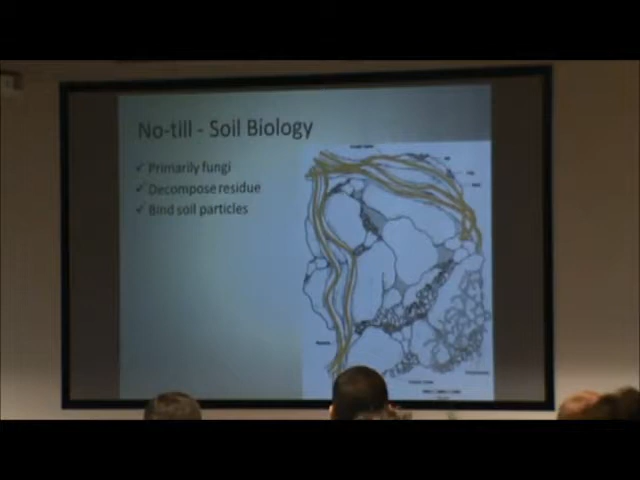 No-till - Soil Biology
✓ Primarily fungi
✓ Decompose residue
✓ Bind soil particles